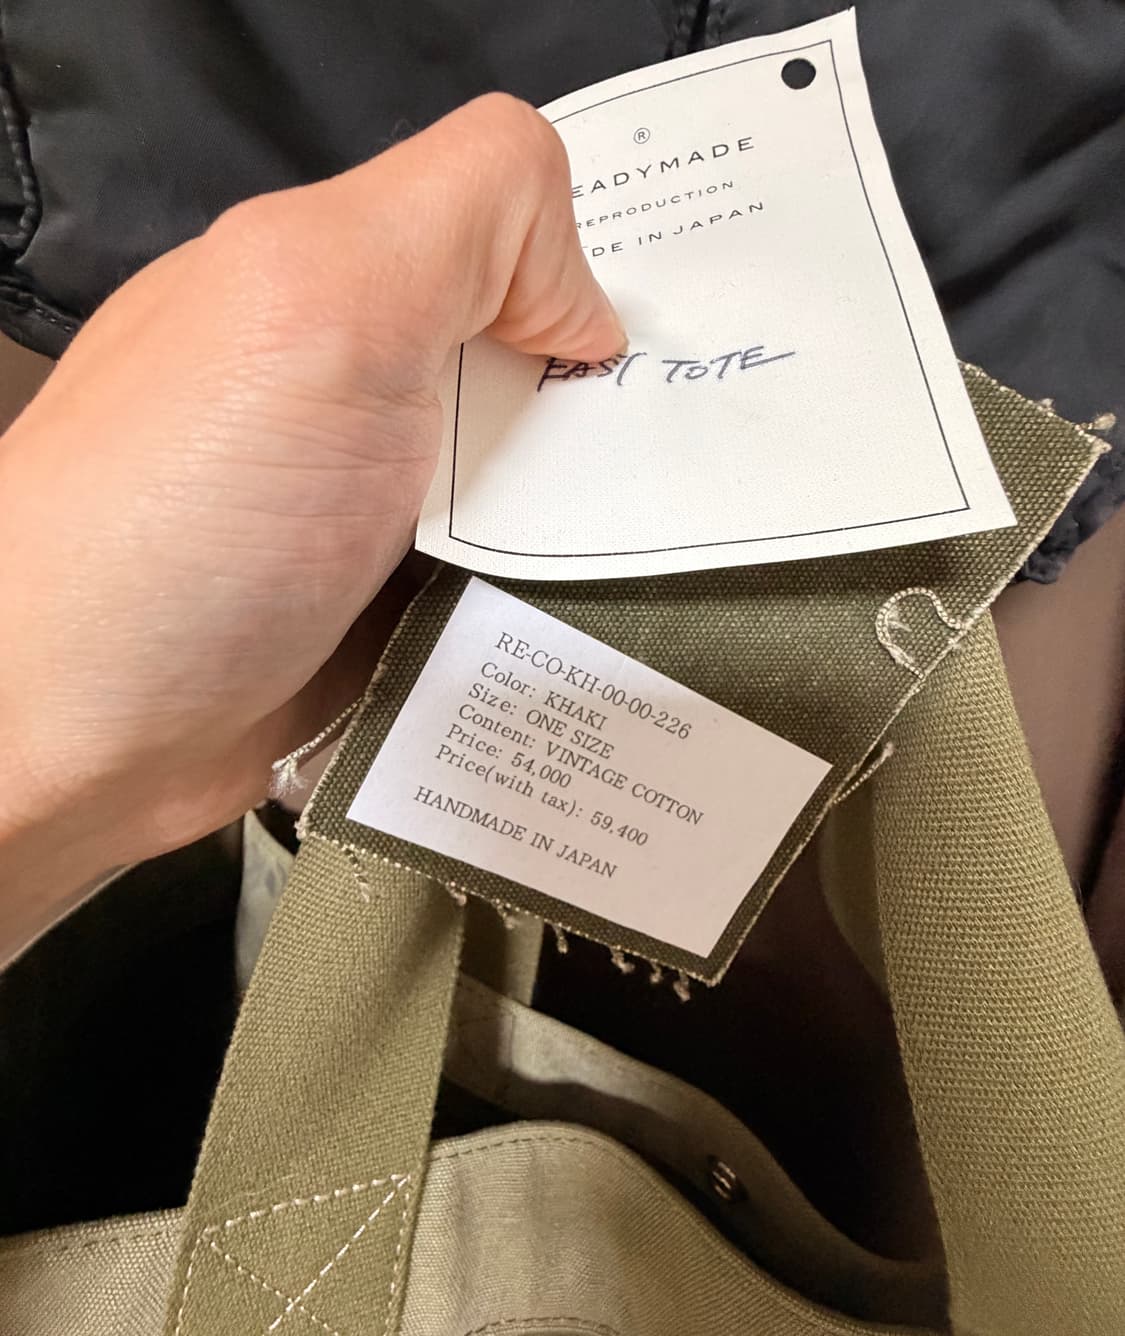 ®
EADYMADE
REPRODUCTION
DE IN JAPAN
EASY TOTE
RE-CO-KH-00-00-226
Color: KHAKI
Size: ONE SIZE
Content: VINTAGE COTTON
Price: 54,000
Price(with tax): 59,400
HANDMADE IN JAPAN